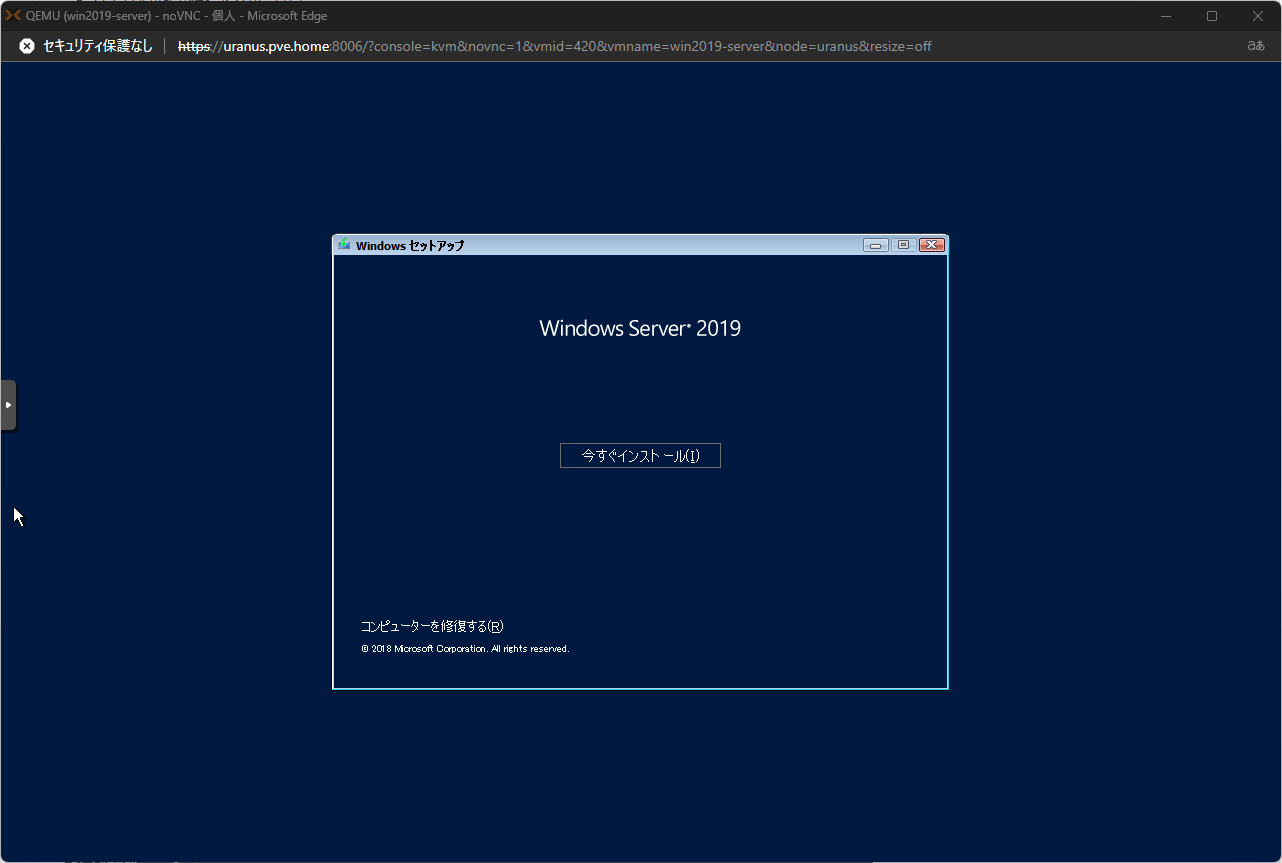 QEMU (win2019-server) - noVNC - 個人 - Microsoft Edge
セキュリティ保護なし | https://uranus.pve.home:8006/?console=kvm&novnc=1&vmid=420&vmname=win2019-server&node=uranus&resize=off
aあ
Windows セットアップ
Windows Server 2019
今すぐインストール(I)
コンピューターを修復する(R)
© 2018 Microsoft Corporation. All rights reserved.